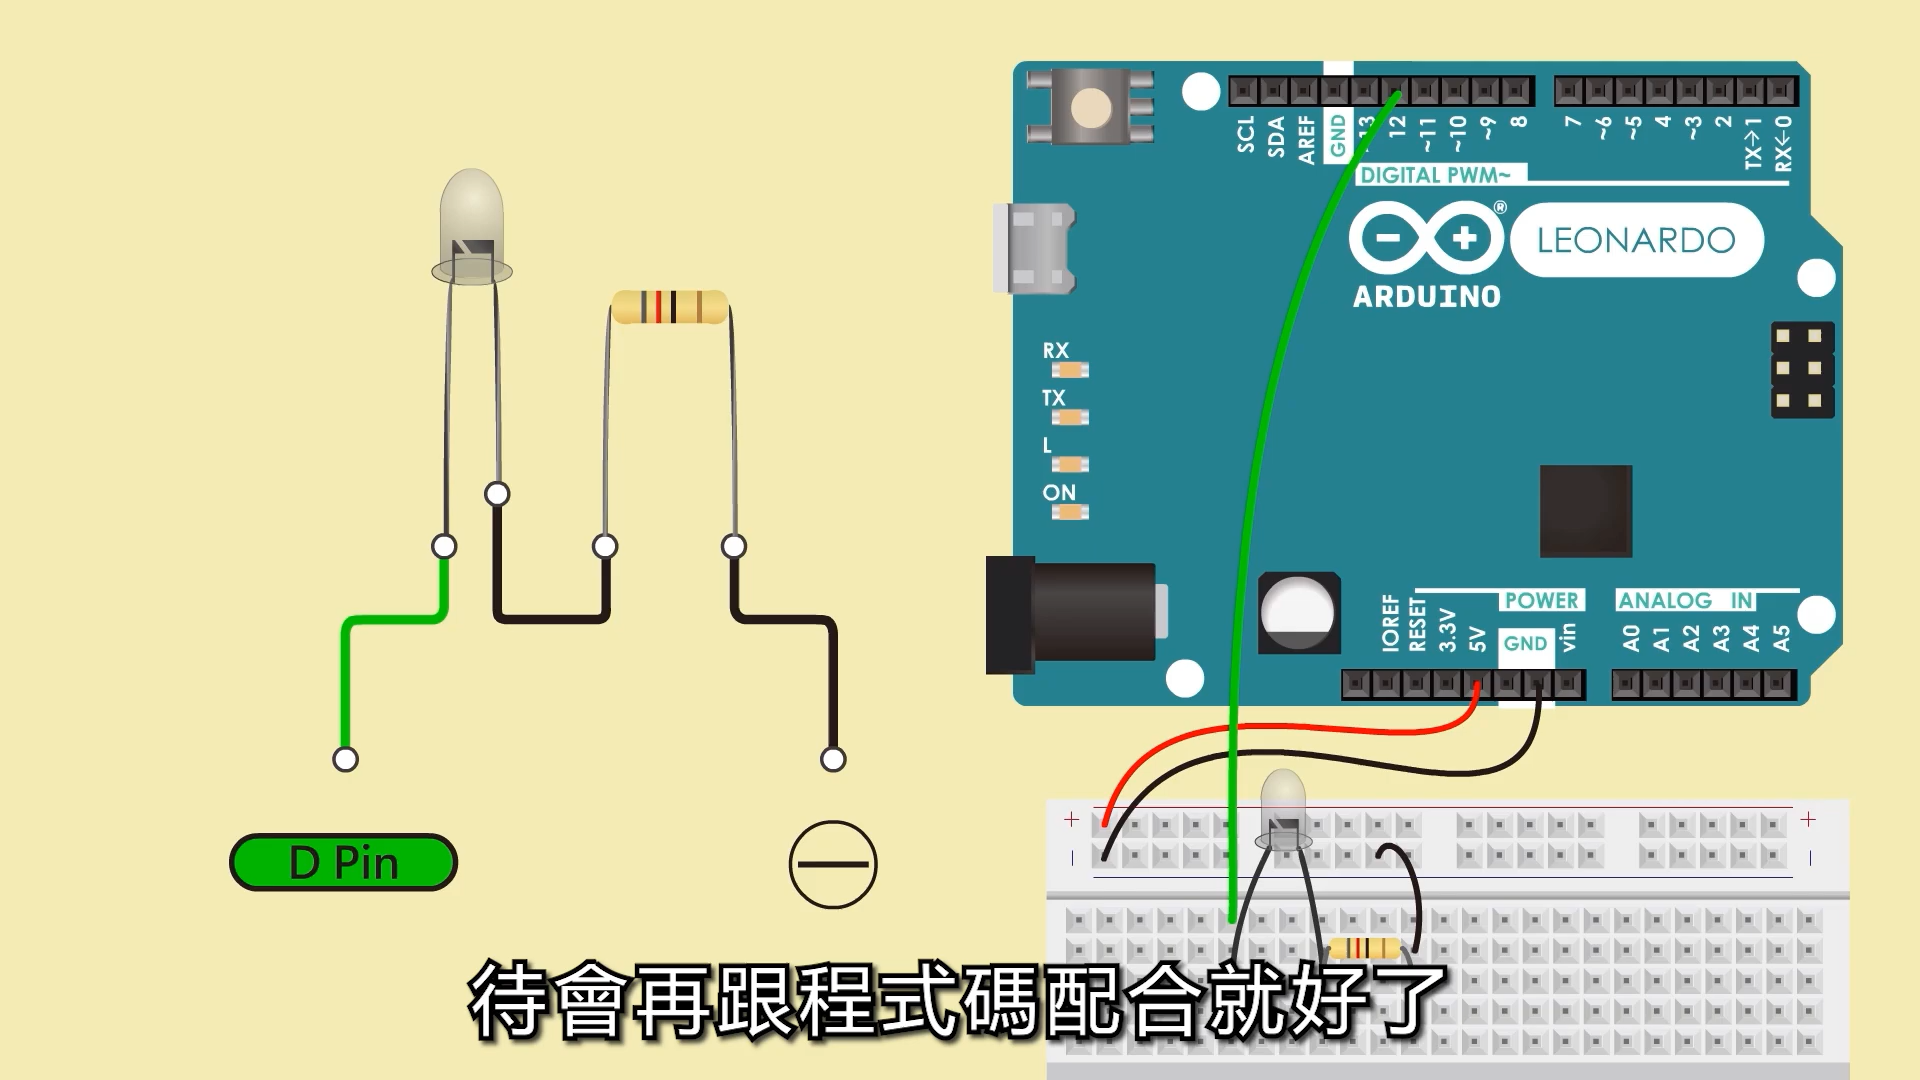 SCL
SDA
AREF
GND
13
12
~11
~10
~9
8
7
~6
~5
4
~3
2
TX→1
RX←0
DIGITAL PWM~
LEONARDO
®
ARDUINO
RX
TX
L
ON
POWER
ANALOG IN
IOREF
RESET
3.3V
5V
GND
vin
A0
A1
A2
A3
A4
A5
D Pin
待會再跟程式碼配合就好了